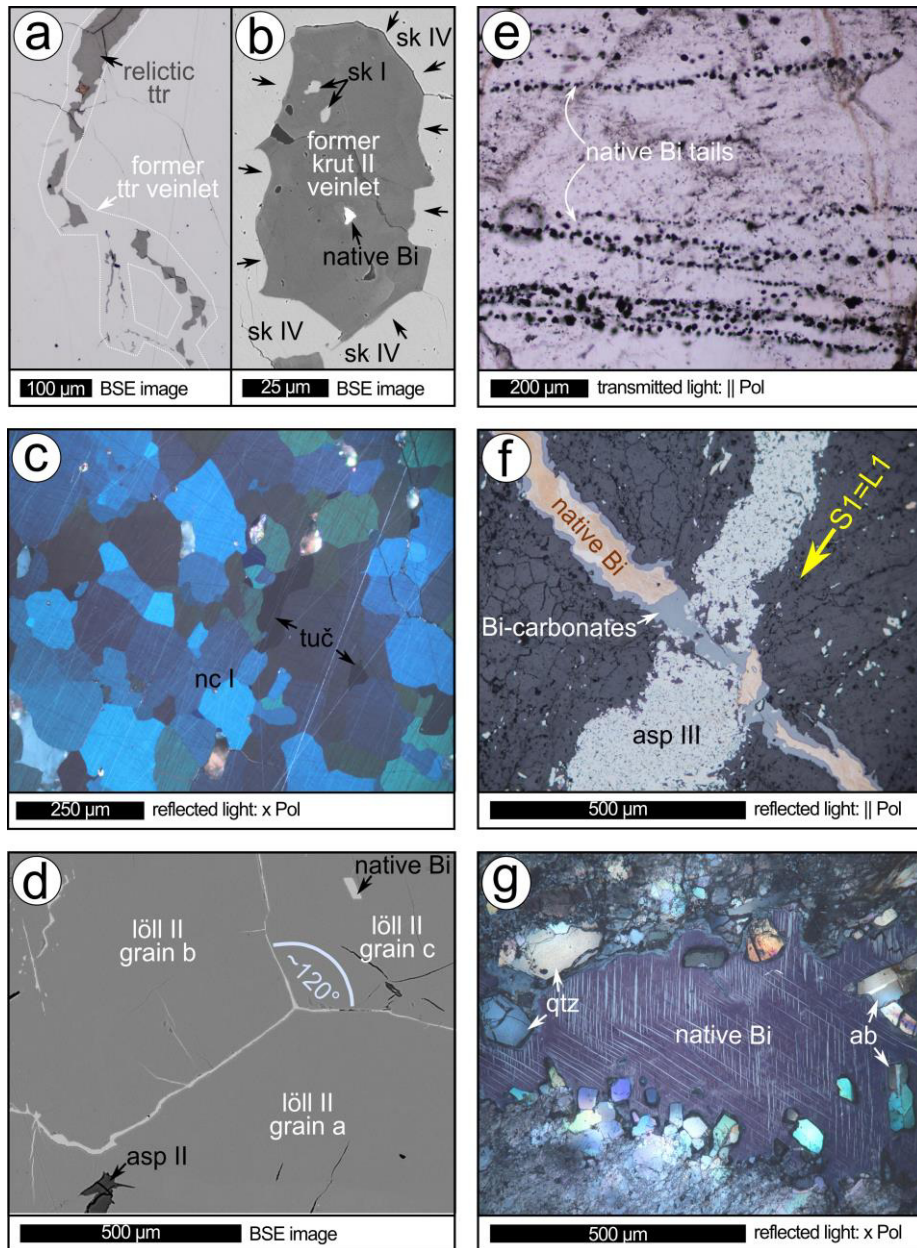 a
relictic
ttr
former
ttr veinlet
100 µm BSE image
b
sk IV
sk I
former
krut II
veinlet
native Bi
sk IV
sk IV
25 µm BSE image
e
native Bi tails
200 µm transmitted light: || Pol
c
tuč
nc I
250 µm reflected light: x Pol
f
native Bi
S1=L1
Bi-carbonates
asp III
500 µm reflected light: || Pol
d
native Bi
löll II
grain b
löll II
grain c
~120°
löll II
grain a
asp II
500 µm BSE image
g
qtz
native Bi
ab
500 µm reflected light: x Pol